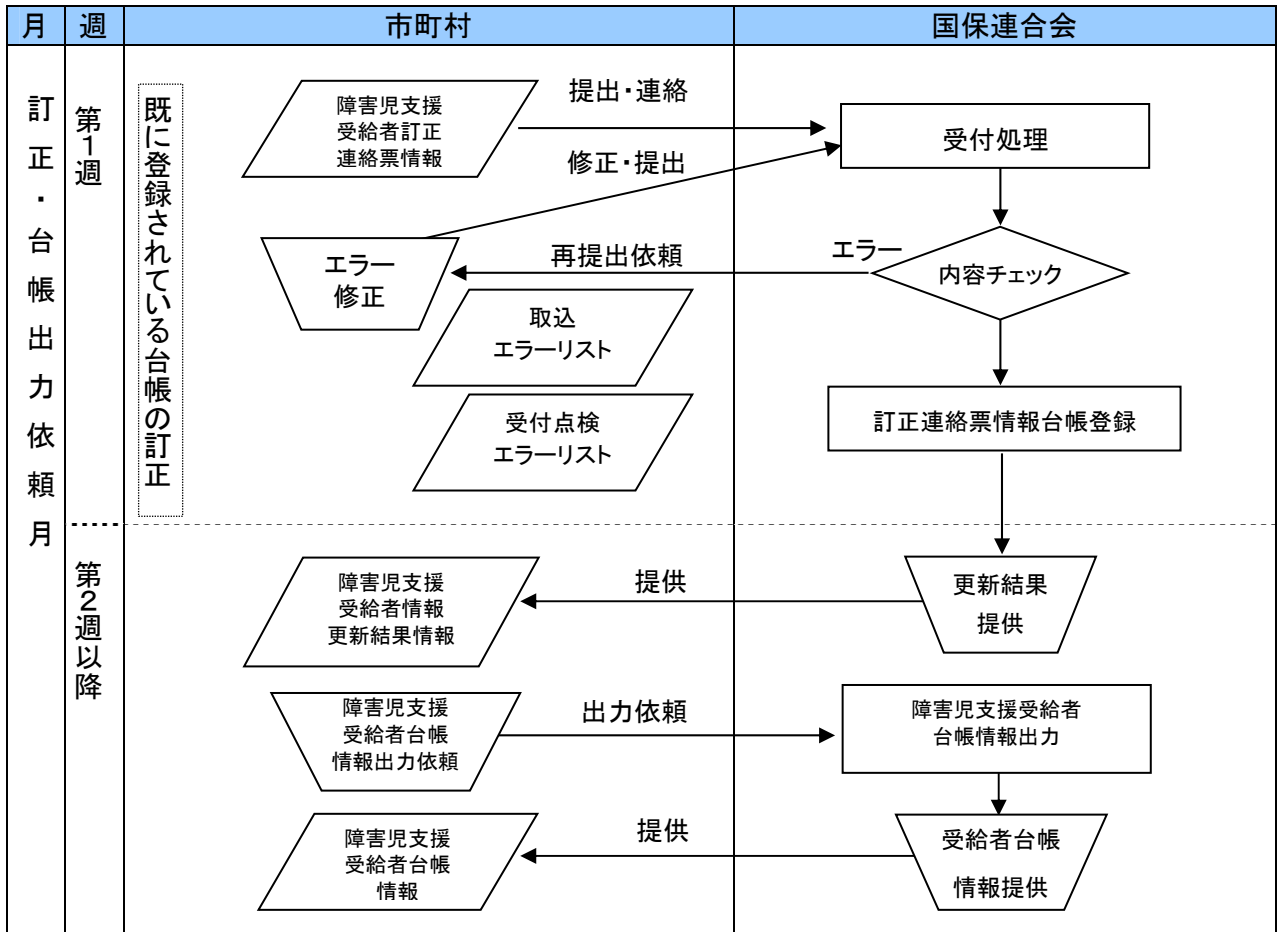 月
週
市町村
国保連合会
訂正・台帳出力依頼月
第1週
既に登録されている台帳の訂正
障害児支援
受給者訂正
連絡票情報
提出・連絡
受付処理
修正・提出
エラー
修正
再提出依頼
エラー
内容チェック
取込
エラーリスト
受付点検
エラーリスト
訂正連絡票情報台帳登録
第2週以降
障害児支援
受給者情報
更新結果情報
提供
更新結果
提供
障害児支援
受給者台帳
情報出力依頼
出力依頼
障害児支援受給者
台帳情報出力
障害児支援
受給者台帳
情報
提供
受給者台帳
情報提供